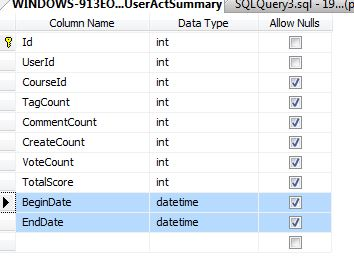 WINDOWS-913EO...UserActSummary SQLQuery3.sql - 19...(p
Column Name Data Type Allow Nulls
Id int
UserId int
CourseId int
TagCount int
CommentCount int
CreateCount int
VoteCount int
TotalScore int
BeginDate datetime
EndDate datetime